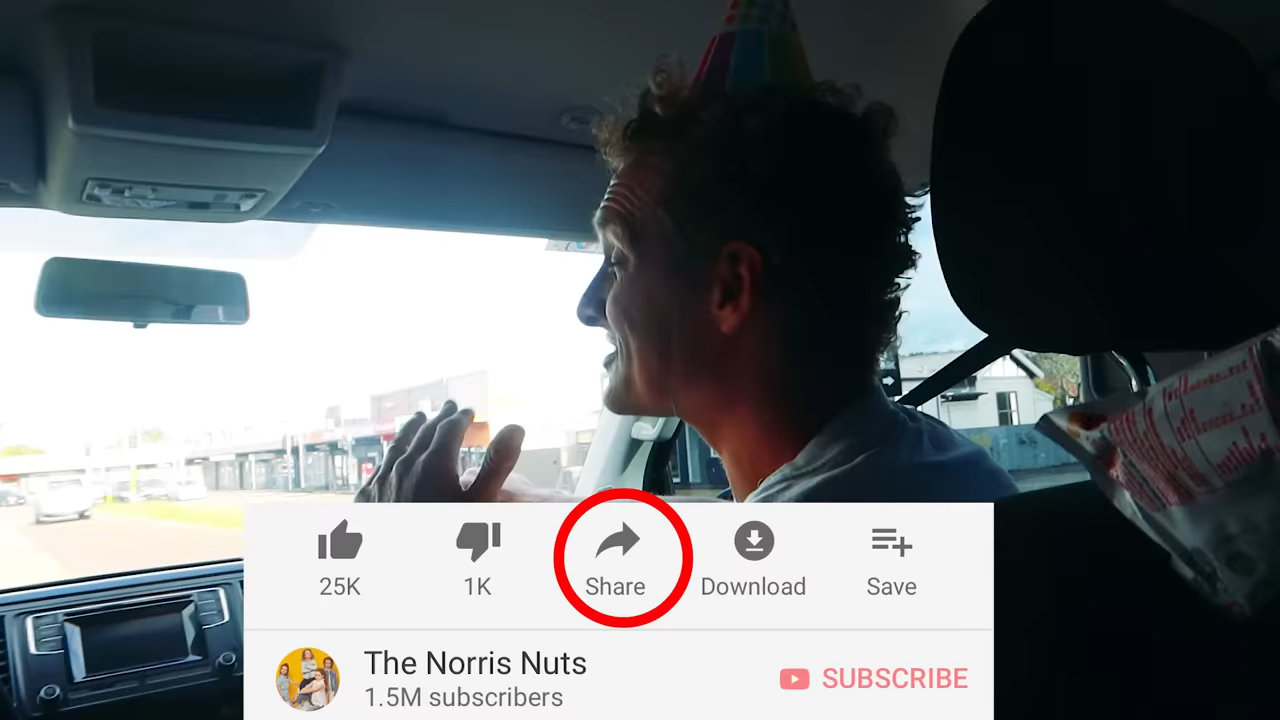 25K
1K
Share
Download
Save
The Norris Nuts
1.5M subscribers
SUBSCRIBE